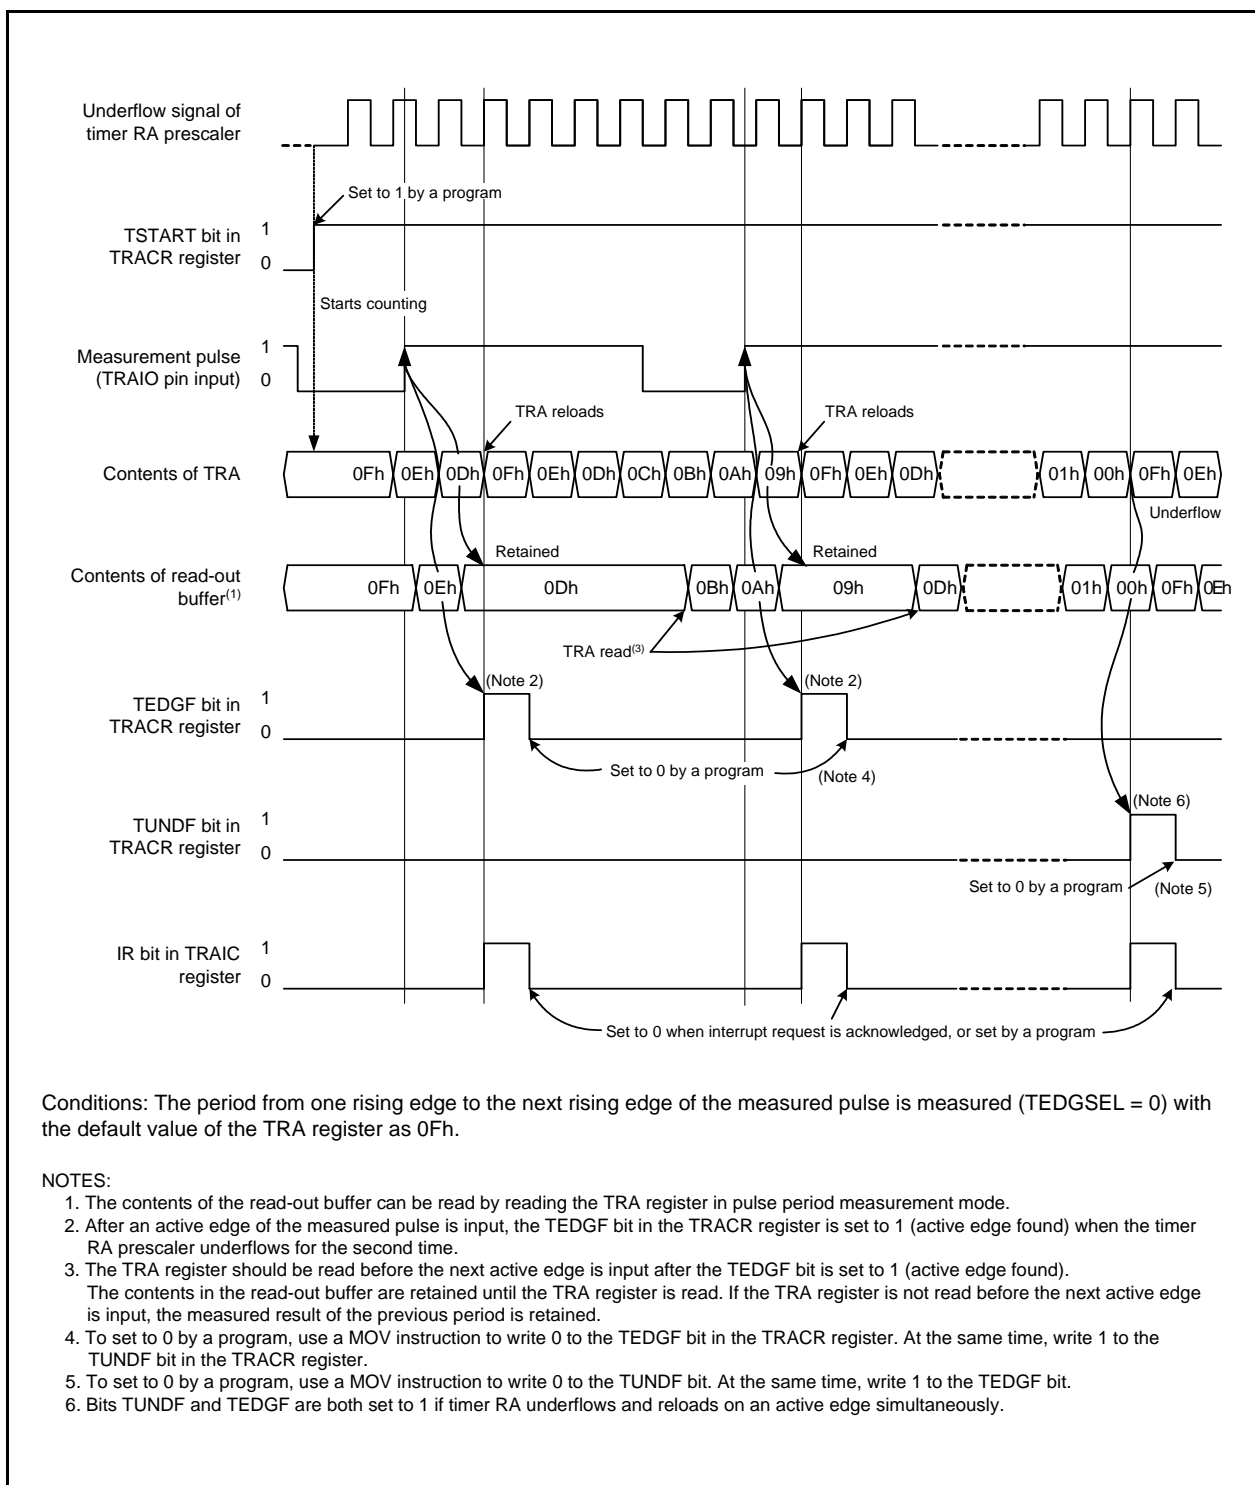 Underflow signal of
timer RA prescaler
Set to 1 by a program
TSTART bit in
TRACR register
1
0
Starts counting
Measurement pulse
(TRAIO pin input)
1
0
TRA reloads
TRA reloads
Contents of TRA
0Fh 0Eh 0Dh 0Fh 0Eh 0Dh 0Ch 0Bh 0Ah 09h 0Fh 0Eh 0Dh 01h 00h 0Fh 0Eh
Underflow
Retained
Retained
Contents of read-out
buffer(1)
0Fh 0Eh 0Dh 0Bh 0Ah 09h 0Dh 01h 00h 0Fh 0Eh
TRA read(3)
TEDGF bit in
TRACR register
1
0
(Note 2)
(Note 2)
Set to 0 by a program
(Note 4)
TUNDF bit in
TRACR register
1
0
(Note 6)
Set to 0 by a program
(Note 5)
IR bit in TRAIC
register
1
0
Set to 0 when interrupt request is acknowledged, or set by a program
Conditions: The period from one rising edge to the next rising edge of the measured pulse is measured (TEDGSEL = 0) with
the default value of the TRA register as 0Fh.
NOTES:
1. The contents of the read-out buffer can be read by reading the TRA register in pulse period measurement mode.
2. After an active edge of the measured pulse is input, the TEDGF bit in the TRACR register is set to 1 (active edge found) when the timer
RA prescaler underflows for the second time.
3. The TRA register should be read before the next active edge is input after the TEDGF bit is set to 1 (active edge found).
The contents in the read-out buffer are retained until the TRA register is read. If the TRA register is not read before the next active edge
is input, the measured result of the previous period is retained.
4. To set to 0 by a program, use a MOV instruction to write 0 to the TEDGF bit in the TRACR register. At the same time, write 1 to the
TUNDF bit in the TRACR register.
5. To set to 0 by a program, use a MOV instruction to write 0 to the TUNDF bit. At the same time, write 1 to the TEDGF bit.
6. Bits TUNDF and TEDGF are both set to 1 if timer RA underflows and reloads on an active edge simultaneously.